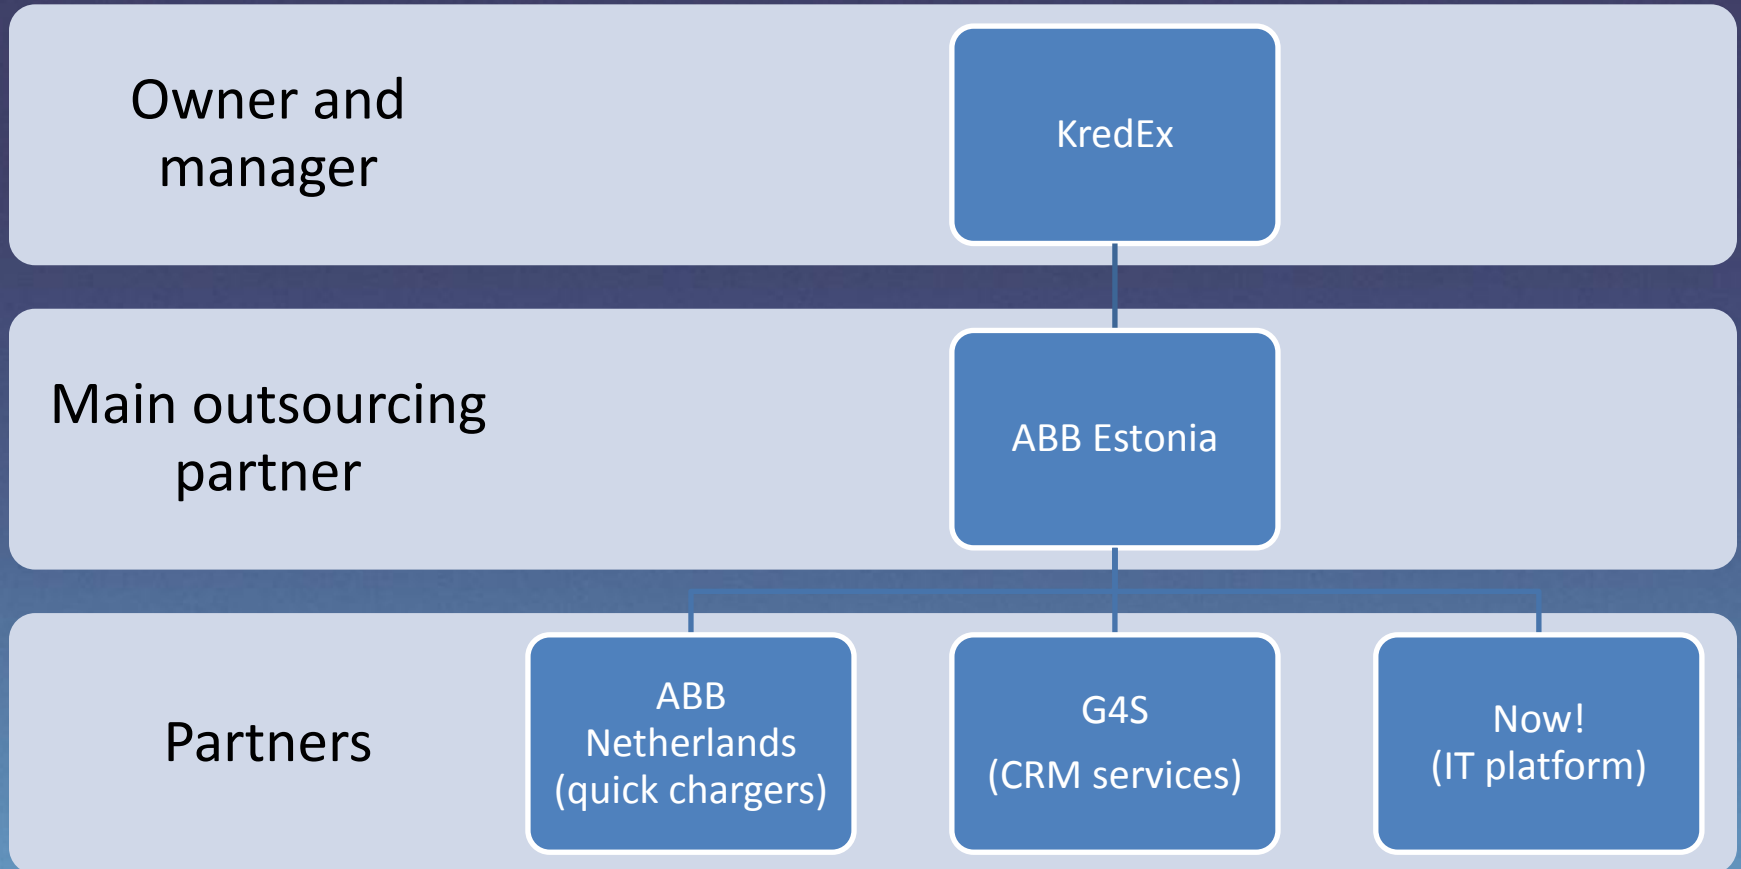 Owner and
manager
KredEx
Main outsourcing
partner
ABB Estonia
Partners
ABB
Netherlands
(quick chargers)
G4S
(CRM services)
Now!
(IT platform)